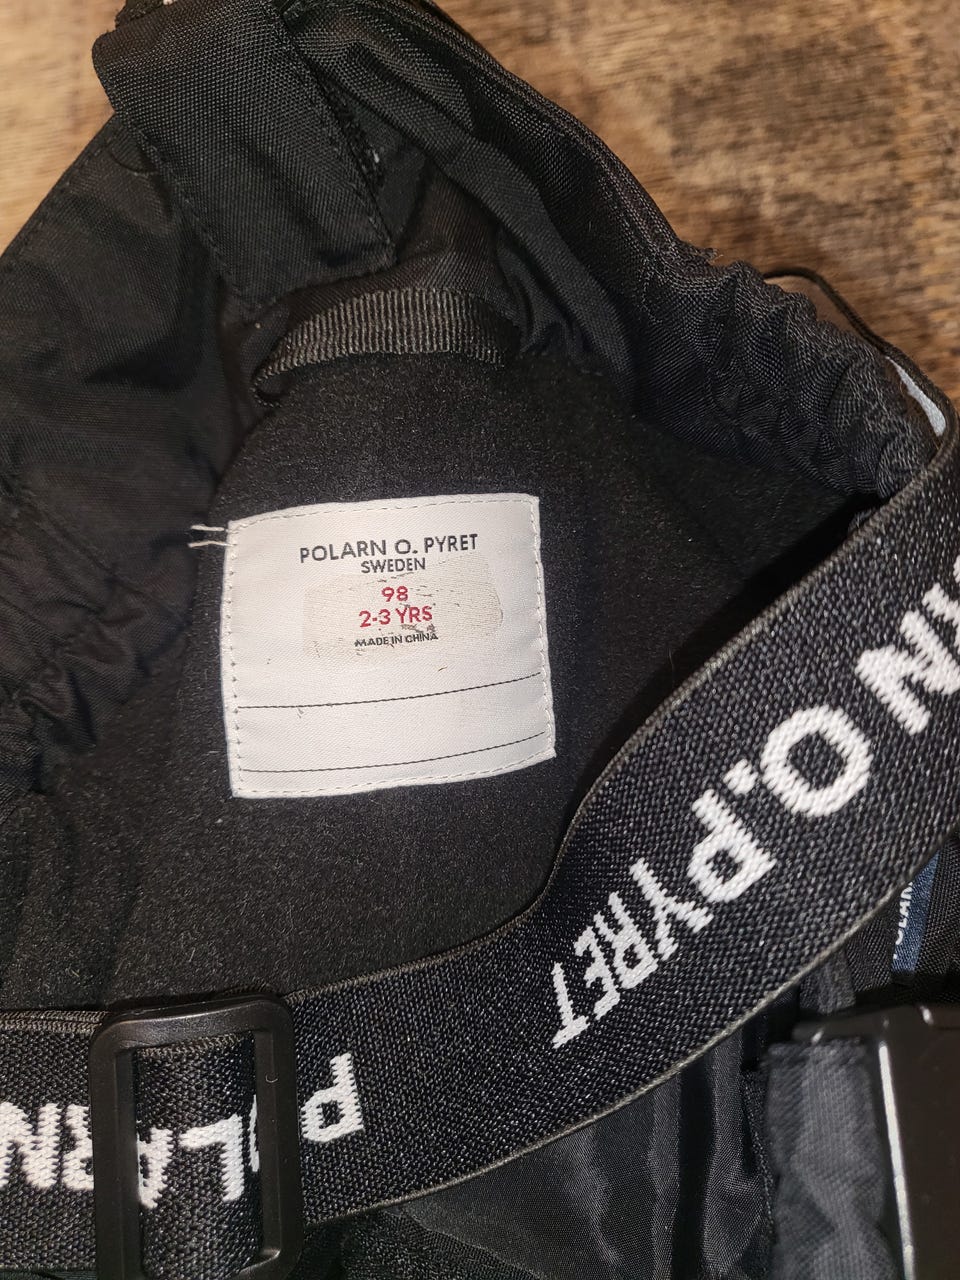 POLARN O. PYRET
SWEDEN
98
2-3 YRS
MADE IN CHINA
N O.PYRET
POLARN